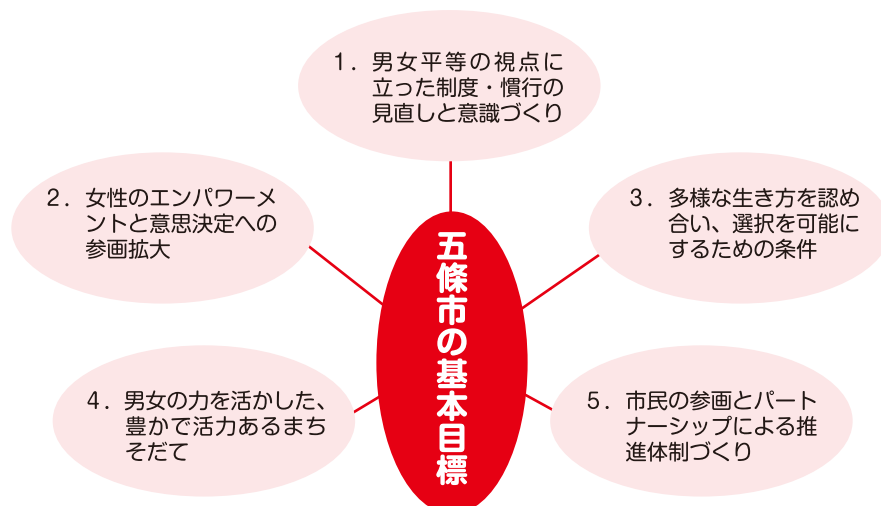 1．男女平等の視点に
立った制度・慣行の
見直しと意識づくり
2．女性のエンパワーメ
ントと意思決定への
参画拡大
3．多様な生き方を認め
合い、選択を可能に
するための条件
五條市の基本目標
4．男女の力を活かした、
豊かで活力あるまち
そだて
5．市民の参画とパート
ナーシップによる推
進体制づくり